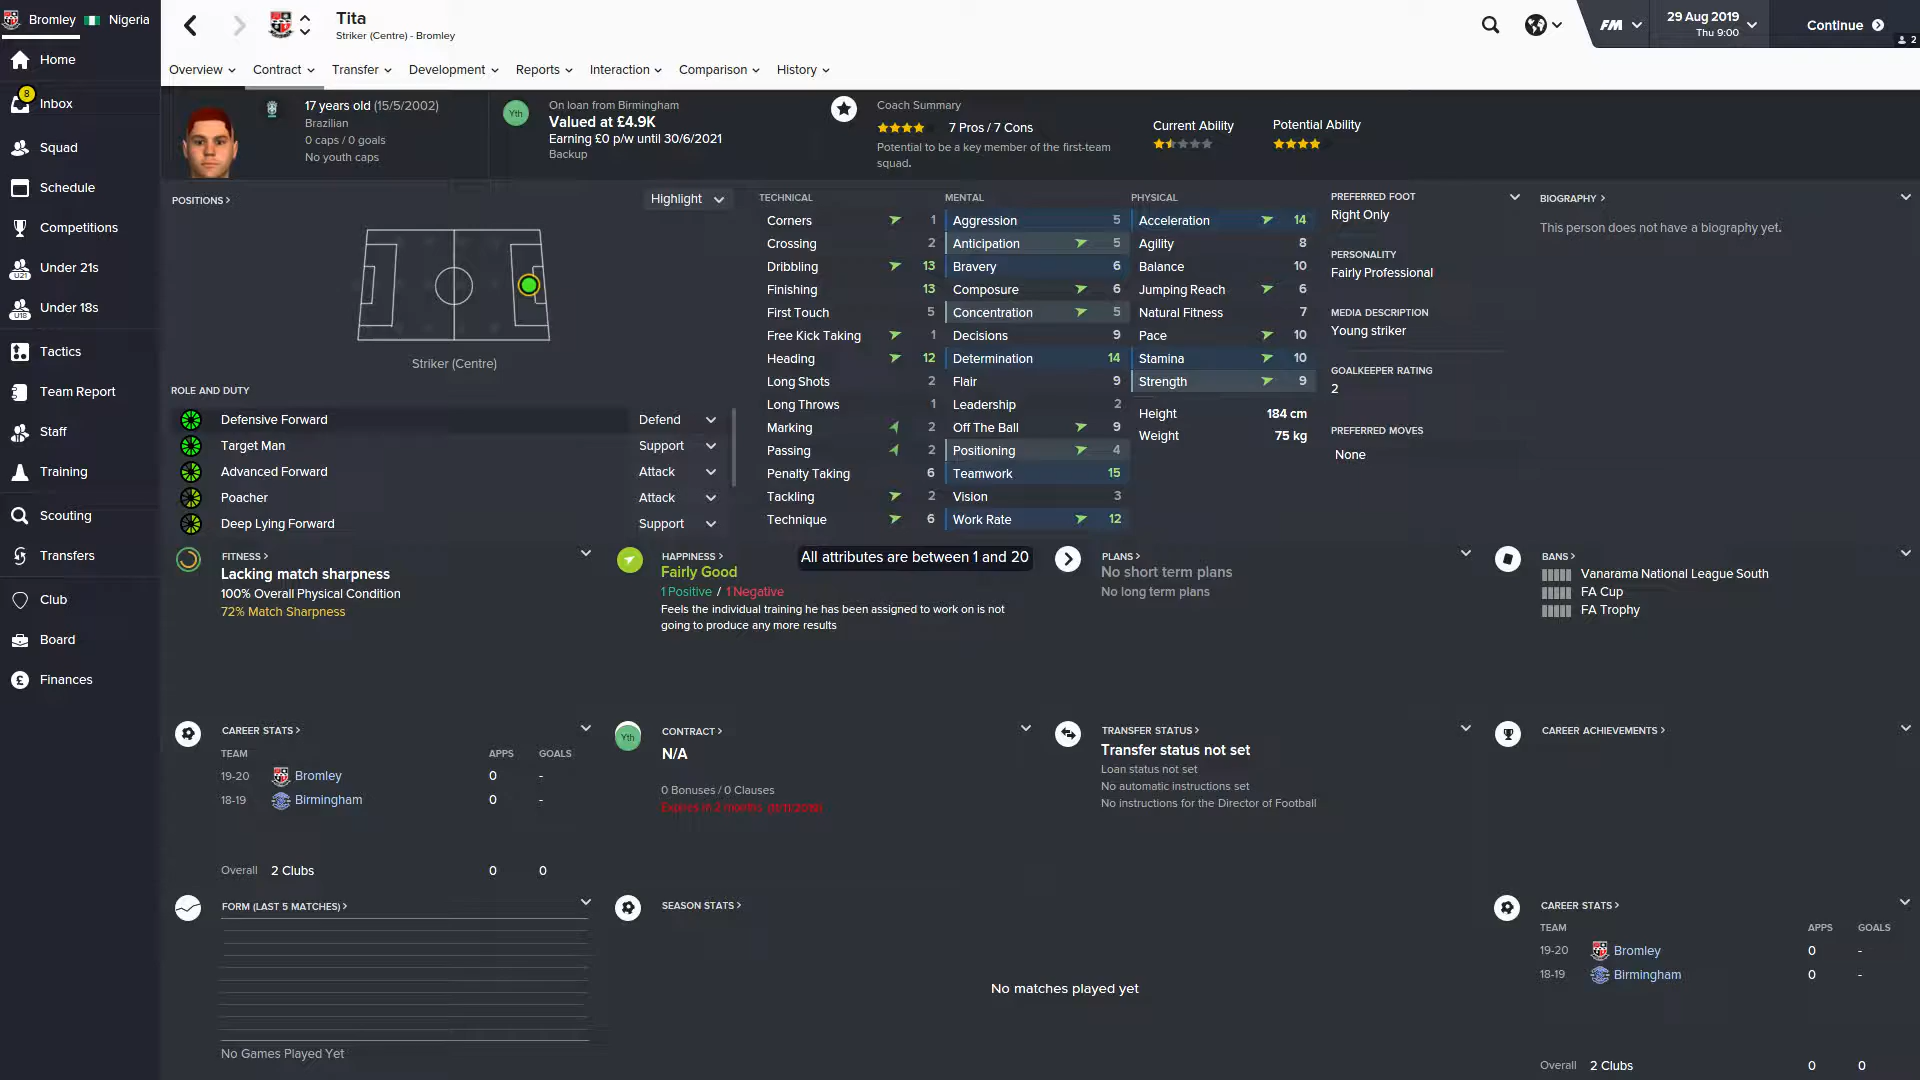 Bromley Nigeria
Tita
Striker (Centre) - Bromley
FM
29 Aug 2019
Thu 9:00
Continue
2
Home
8
Inbox
Squad
Schedule
Competitions
U21
Under 21s
U18
Under 18s
Tactics
Team Report
Staff
Training
Scouting
Transfers
Club
Board
Finances
Overview Contract Transfer Development Reports Interaction Comparison History
17 years old (15/5/2002)
Brazilian
0 caps / 0 goals
No youth caps
Yth
On loan from Birmingham
Valued at £4.9K
Earning £0 p/w until 30/6/2021
Backup
Coach Summary
7 Pros / 7 Cons
Potential to be a key member of the first-team
squad.
Current Ability
Potential Ability
POSITIONS >
Highlight
Striker (Centre)
ROLE AND DUTY
Defensive Forward Defend
Target Man Support
Advanced Forward Attack
Poacher Attack
Deep Lying Forward Support
TECHNICAL
Corners 1
Crossing 2
Dribbling 13
Finishing 13
First Touch 5
Free Kick Taking 1
Heading 12
Long Shots 2
Long Throws 1
Marking 2
Passing 2
Penalty Taking 6
Tackling 2
Technique 6
MENTAL
Aggression 5
Anticipation 5
Bravery 6
Composure 6
Concentration 5
Decisions 9
Determination 14
Flair 9
Leadership 2
Off The Ball 9
Positioning 4
Teamwork 15
Vision 3
Work Rate 12
PHYSICAL
Acceleration 14
Agility 8
Balance 10
Jumping Reach 6
Natural Fitness 7
Pace 10
Stamina 10
Strength 9
Height 184 cm
Weight 75 kg
PREFERRED FOOT
Right Only
PERSONALITY
Fairly Professional
MEDIA DESCRIPTION
Young striker
GOALKEEPER RATING
2
PREFERRED MOVES
None
BIOGRAPHY >
This person does not have a biography yet.
FITNESS >
Lacking match sharpness
100% Overall Physical Condition
72% Match Sharpness
HAPPINESS >
Fairly Good
1 Positive / 1 Negative
Feels the individual training he has been assigned to work on is not
going to produce any more results
All attributes are between 1 and 20
PLANS >
No short term plans
No long term plans
BANS >
Vanarama National League South
FA Cup
FA Trophy
CAREER STATS >
TEAM APPS GOALS
19-20 Bromley 0 -
18-19 Birmingham 0 -
Overall 2 Clubs 0 0
Yth
CONTRACT >
N/A
0 Bonuses / 0 Clauses
Expires in 2 months (11/11/2019)
TRANSFER STATUS >
Transfer status not set
Loan status not set
No automatic instructions set
No instructions for the Director of Football
CAREER ACHIEVEMENTS >
FORM (LAST 5 MATCHES) >
No Games Played Yet
SEASON STATS >
No matches played yet
CAREER STATS >
TEAM APPS GOALS
19-20 Bromley 0 -
18-19 Birmingham 0 -
Overall 2 Clubs 0 0